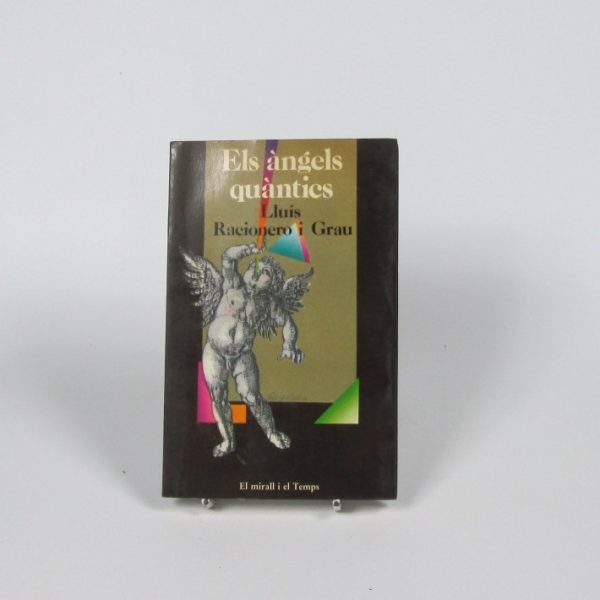 Els àngels
quàntics
Lluís
Racionero i Grau
El mirall i el Temps